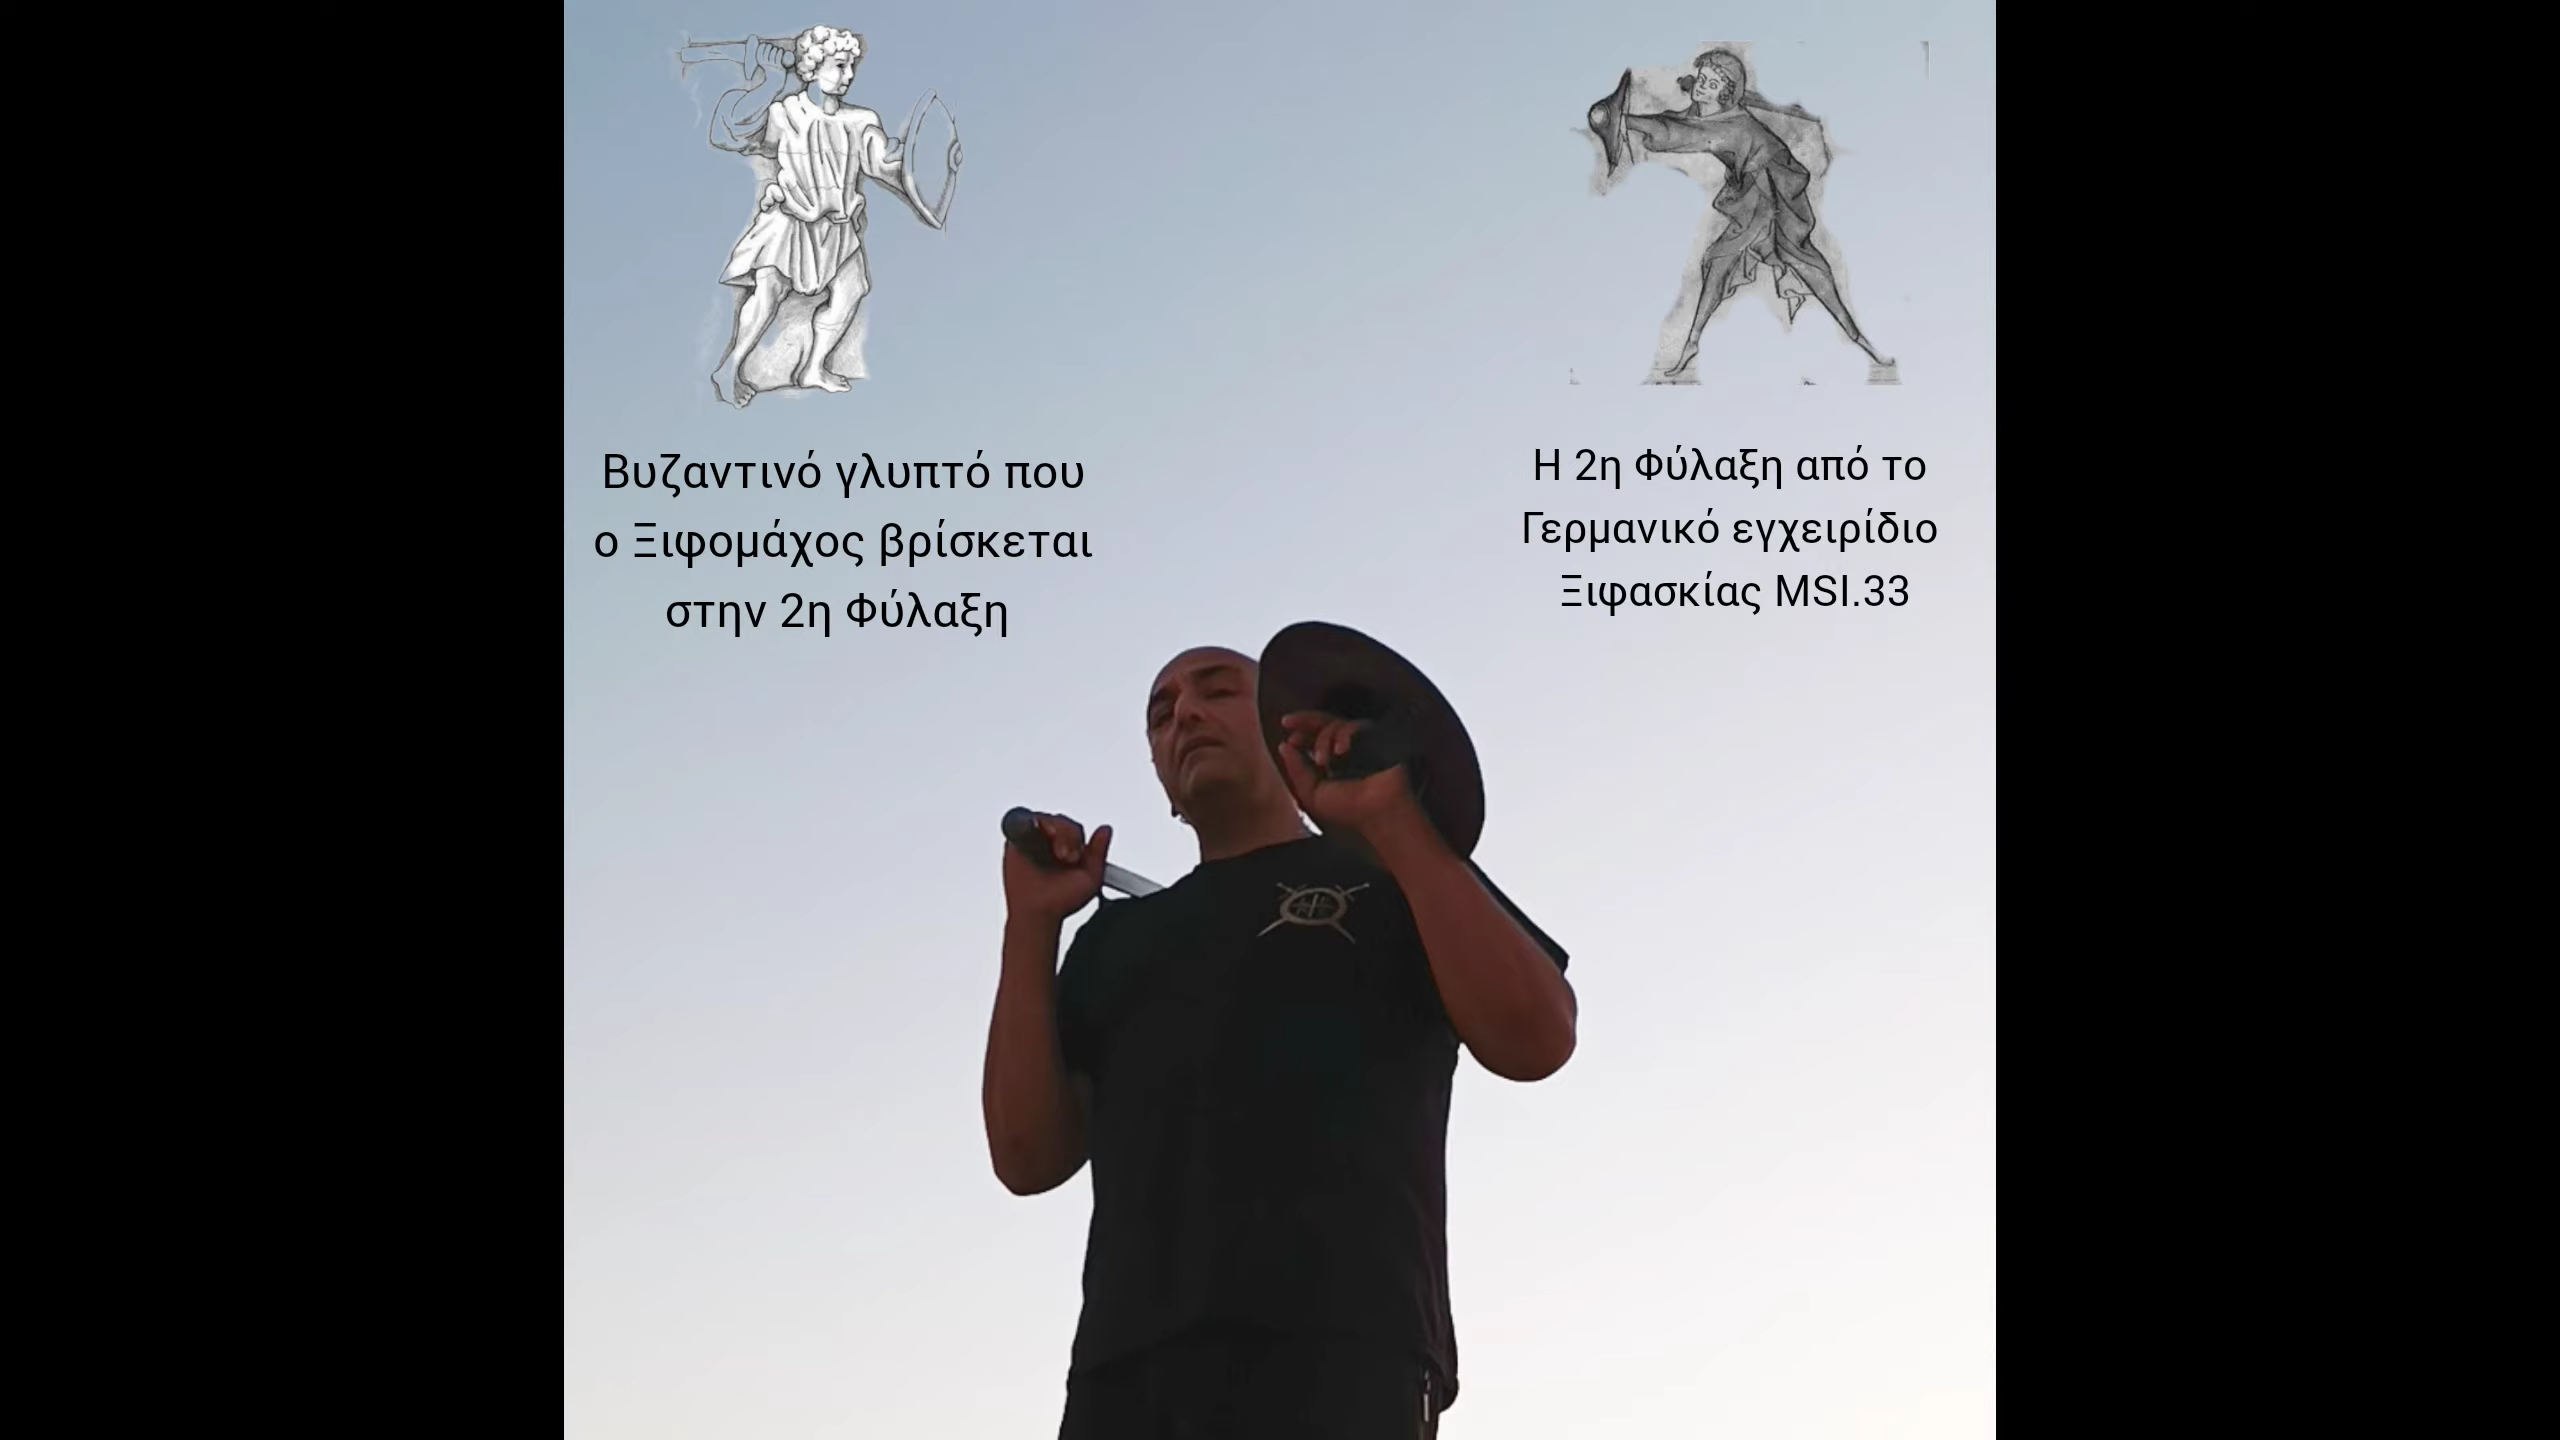 Βυζαντινό γλυπτό που
ο Ξιφομάχος βρίσκεται
στην 2η Φύλαξη
Η 2η Φύλαξη από το
Γερμανικό εγχειρίδιο
Ξιφασκίας MSI.33